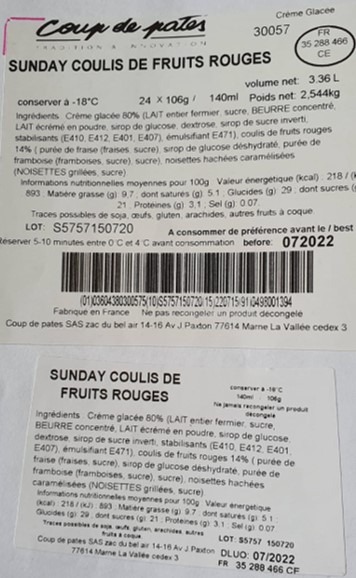 Crème Glacée
Coup de pates
TRADITION & INNOVATION
30057
FR
35 288 466
CE
SUNDAY COULIS DE FRUITS ROUGES
volume net: 3.36 L
conserver à -18°C 24 X 106g / 140ml Poids net: 2,544kg
Ingrédients : Crème glacée 80% (LAIT entier fermier, sucre, BEURRE concentré,
LAIT écrémé en poudre, sirop de glucose, dextrose, sirop de sucre inverti,
stabilisants (E410, E412, E401, E407), émulsifiant E471), coulis de fruits rouges
14% ( purée de fraise (fraises, sucre), sirop de glucose déshydraté, purée de
framboise (framboises, sucre), sucre), noisettes hachées caramélisées
(NOISETTES grillées, sucre)
Informations nutritionnelles moyennes pour 100g Valeur énergétique (kcal) : 218 /
893 ; Matière grasse (g) 9.7 ; dont saturés (g) 5.1 ; Glucides (g) : 29 ; dont sucres
21 ; Protéines (g) 3,1 ; Sel (g) 0.07
Traces possibles de soja, œufs, gluten, arachides, autres fruits à coque
LOT: S5757150720 A consommer de préférence avant le / best
Réserver 5-10 minutes entre 0°C et 4°C avant consommation before: 072022
(01)03604380300575(10)S5757150720(15)220715(91)0498001394
Fabrique en France Ne pas recongeler un produit décongelé
Coup de pates SAS zac du bel air 14-16 Av J Paxton 77614 Marne La Vallée cedex 3
SUNDAY COULIS DE
FRUITS ROUGES
conserver à -18°C
140ml 106g
Ne jamais recongeler un produit
décongelé
Ingrédients : Crème glacée 80% (LAIT entier fermier, sucre,
BEURRE concentré, LAIT écrémé en poudre, sirop de glucose,
dextrose, sirop de sucre inverti, stabilisants (E410, E412, E401,
E407), émulsifiant E471), coulis de fruits rouges 14% ( purée de
fraise (fraises, sucre), sirop de glucose déshydraté, purée de
framboise (framboises, sucre), sucre), noisettes hachées
caramélisées (NOISETTES grillées, sucre)
Informations nutritionnelles moyennes pour 100g Valeur énergétique
(kcal) : 218 / (kJ) : 893 ; Matière grasse (g) 9.7 ; dont saturés (g) 5.1 ;
Glucides (g) : 29 ; dont sucres (g) : 21 ; Protéines (g) : 3,1 ; Sel (g) : 0.07
Traces possibles de soja, œufs, gluten, arachides, autres
fruits à coque
LOT : S5757 150720
Coup de pates SAS zac du bel air 14-16 Av J Paxton
77614 Marne La Vallée cedex 3
DLUO: 07/2022
FR 35 288 466 CE